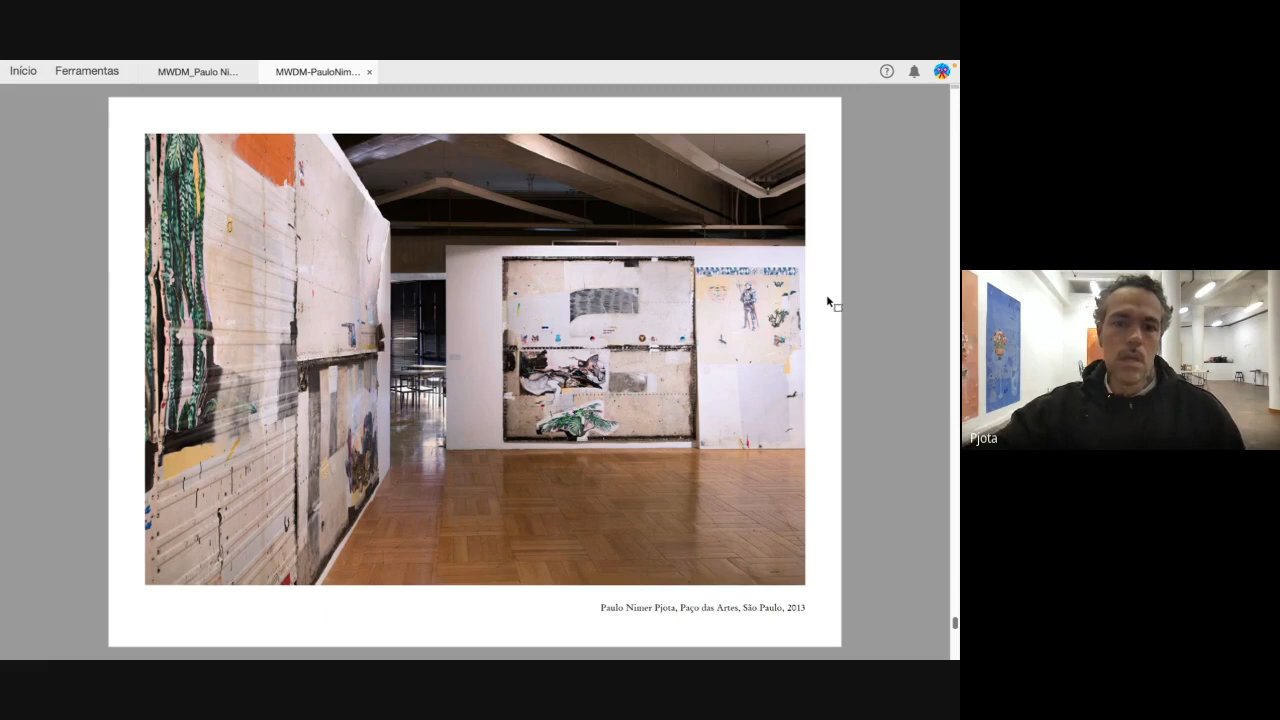 Início Ferramentas MWDM_Paulo Ni... MWDM-PauloNim... ×
Paulo Nimer Pjota, Paço das Artes, São Paulo, 2013
Pjota